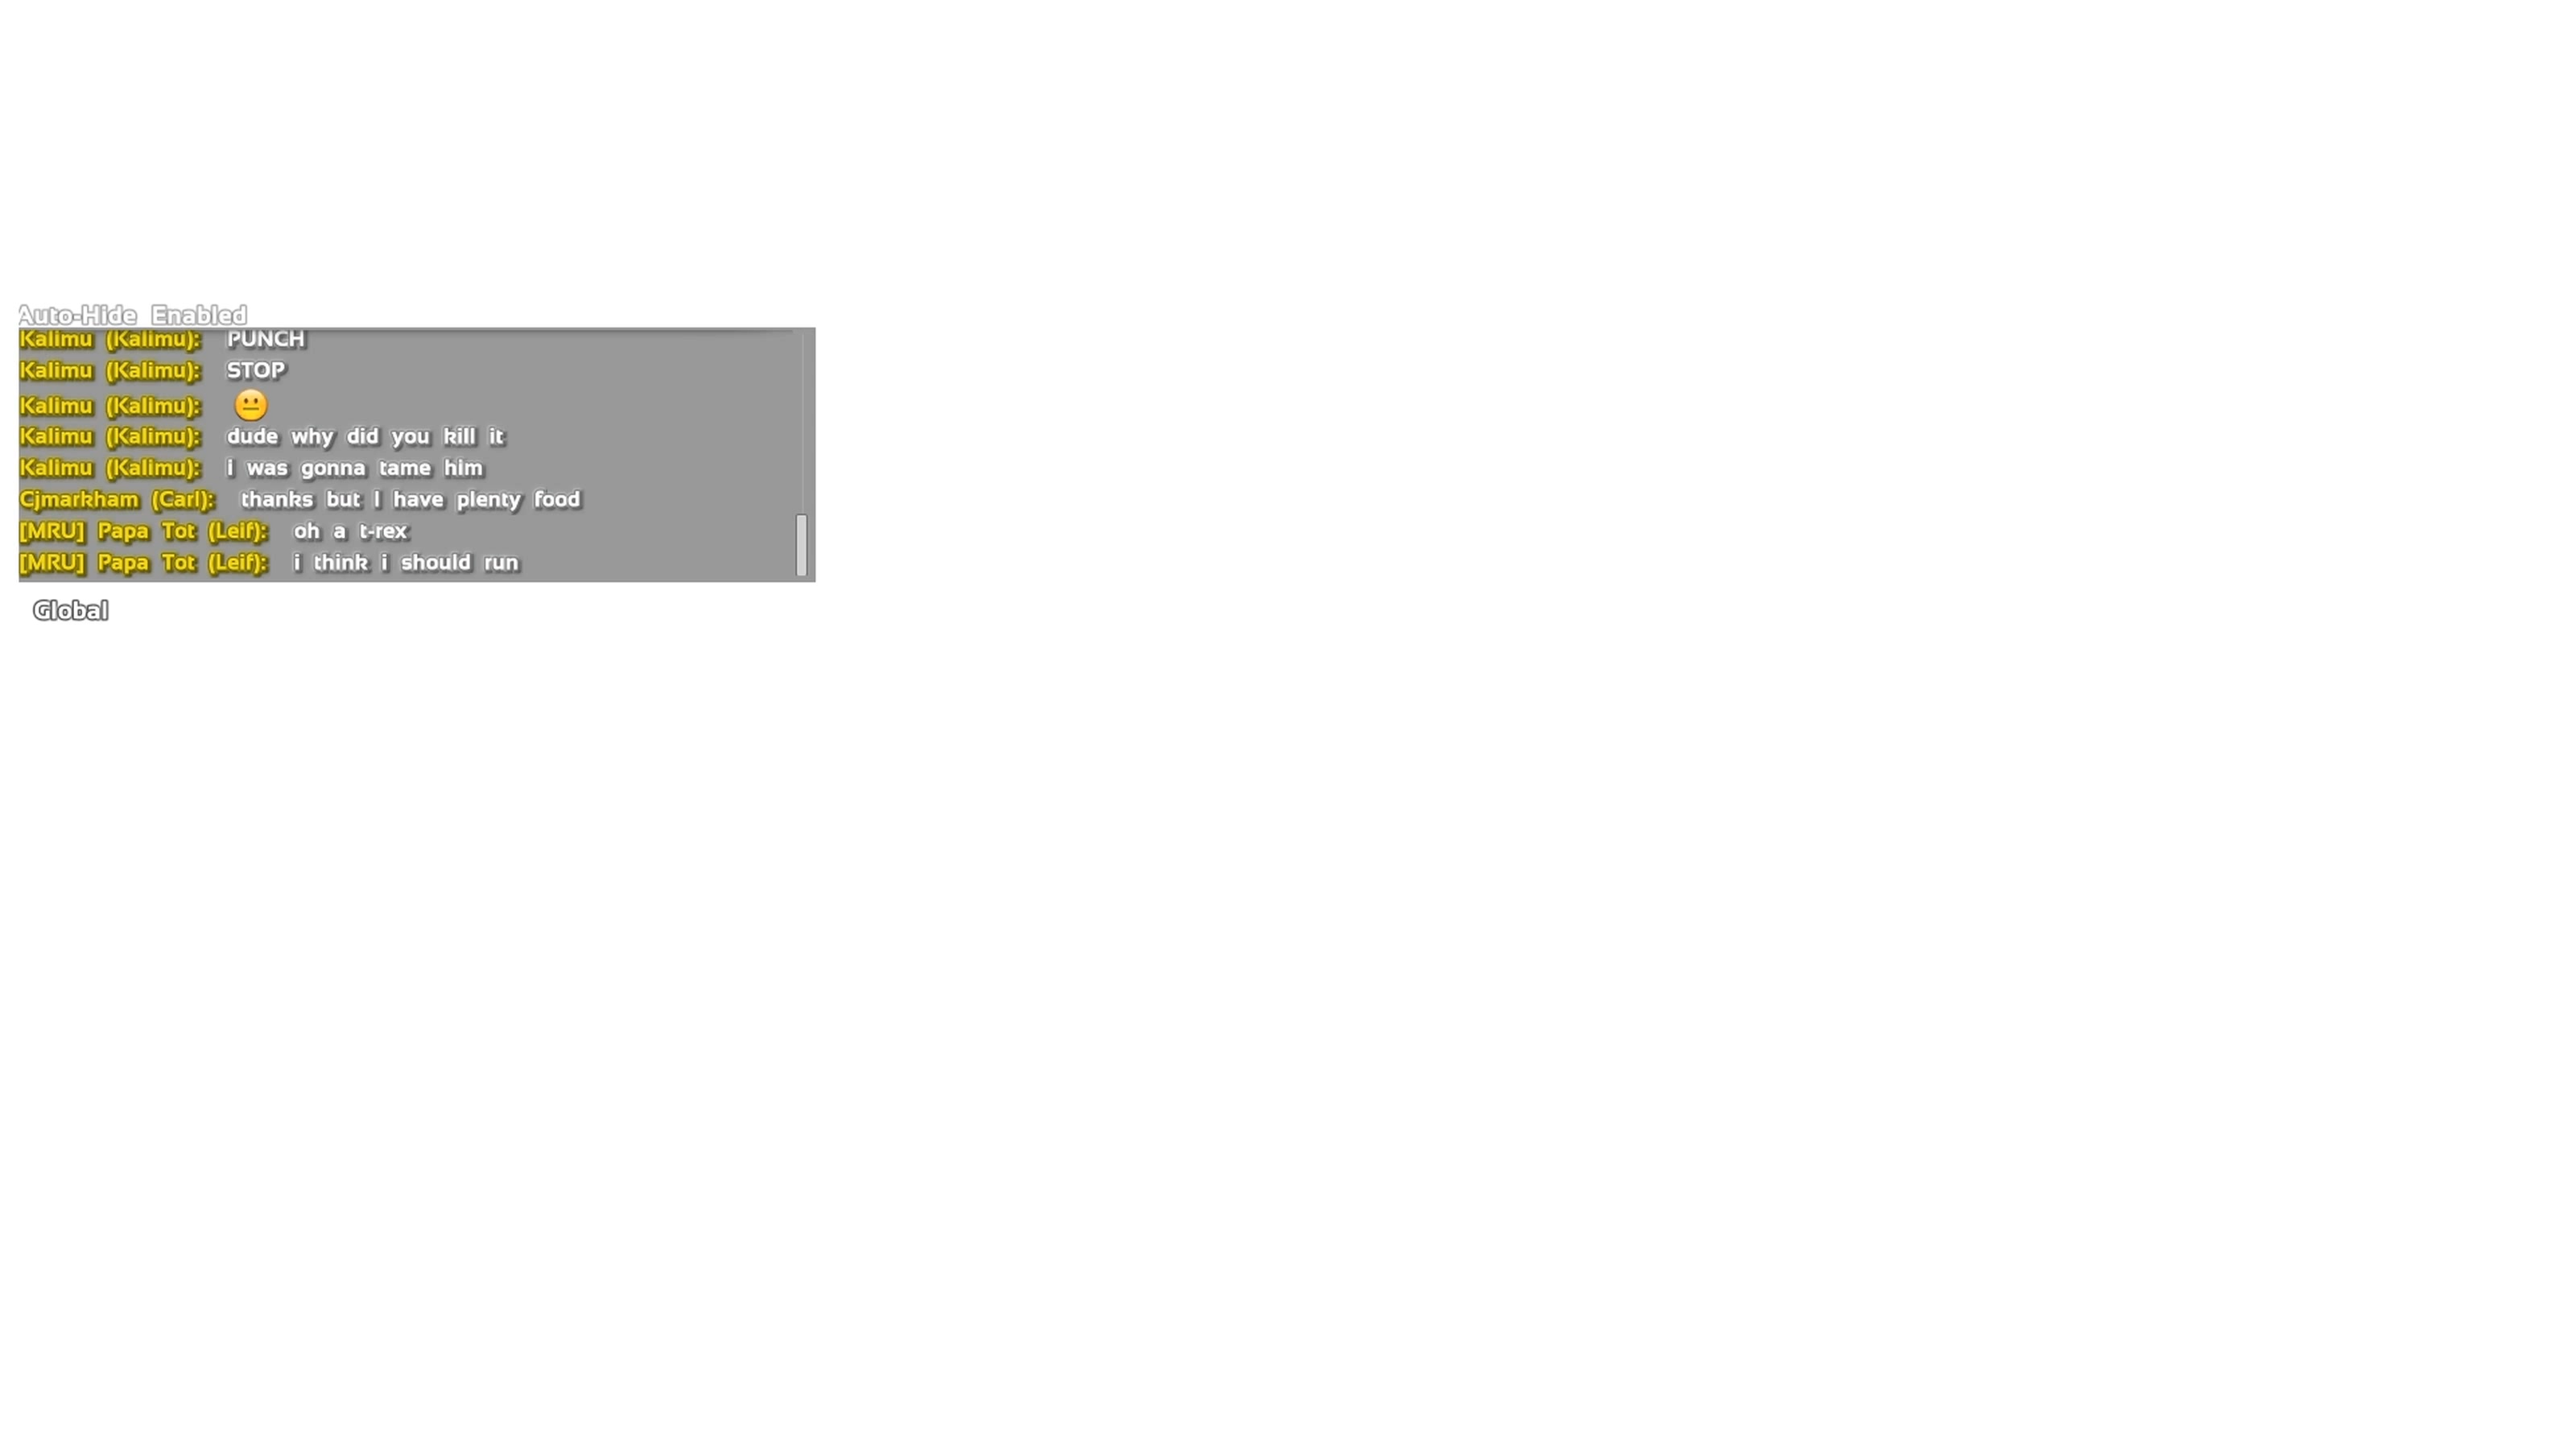 Auto-Hide Enabled
Kalimu (Kalimu): PUNCH
Kalimu (Kalimu): STOP
Kalimu (Kalimu): 😐
Kalimu (Kalimu): dude why did you kill it
Kalimu (Kalimu): i was gonna tame him
Cjmarkham (Carl): thanks but I have plenty food
[MRU] Papa Tot (Leif): oh a t-rex
[MRU] Papa Tot (Leif): i think i should run
Global